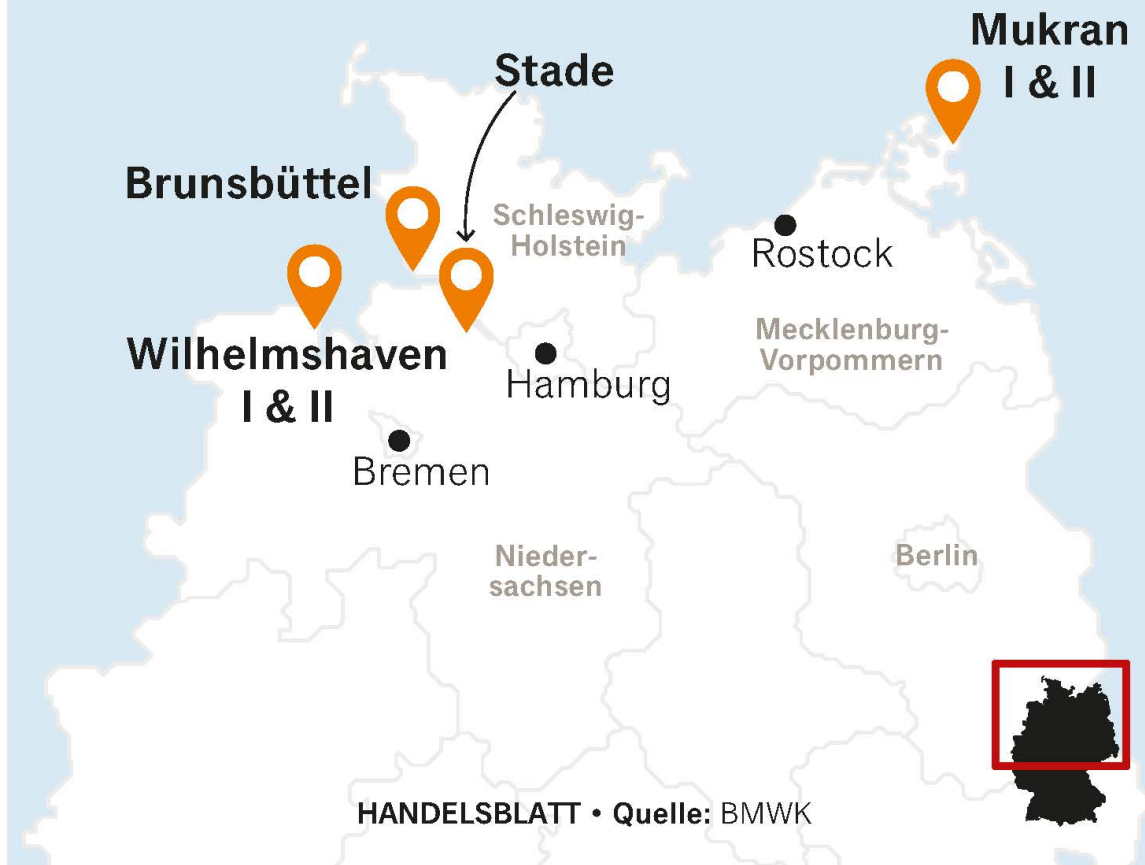 Mukran
I & II
Stade
Brunsbüttel
Schleswig-
Holstein
Rostock
Wilhelmshaven
I & II
Mecklenburg-
Vorpommern
Hamburg
Bremen
Nieder-
sachsen
Berlin
HANDELSBLATT • Quelle: BMWK